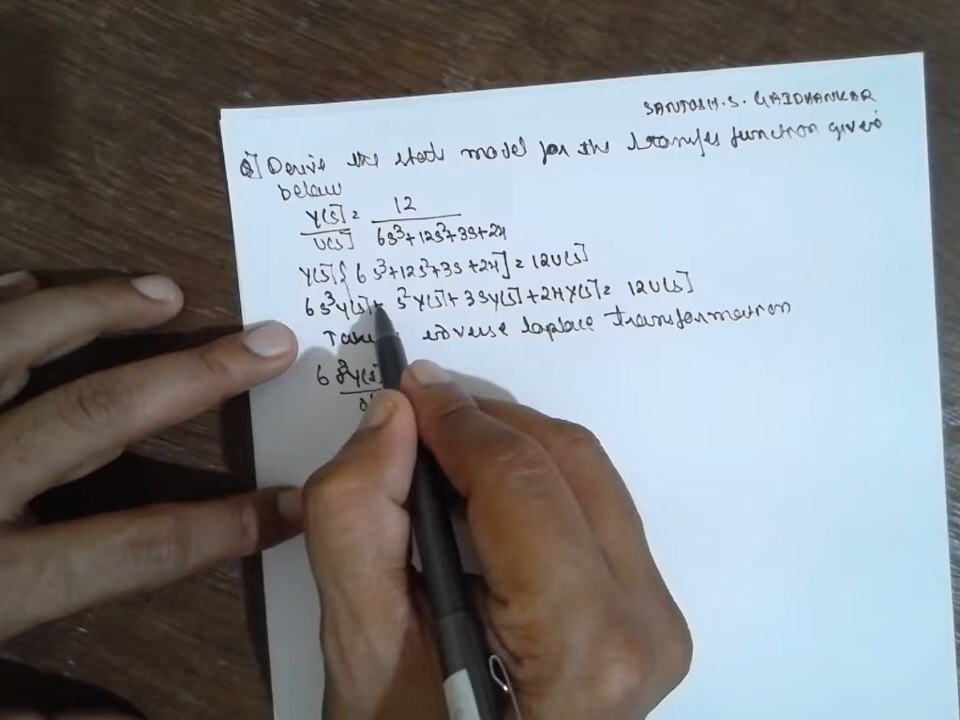 SANTOSH.S. GAIDHANKAR
Q] Derive the state model for the transfer function given
below
Y[s] = 12
U[s] 6s³+12s²+3s+24
Y[s][6s³+12s²+3s+24] = 12U[s]
6s³Y[s]+ s²Y[s]+3sY[s]+24Y[s]= 12U[s]
inverse laplace transformation
6